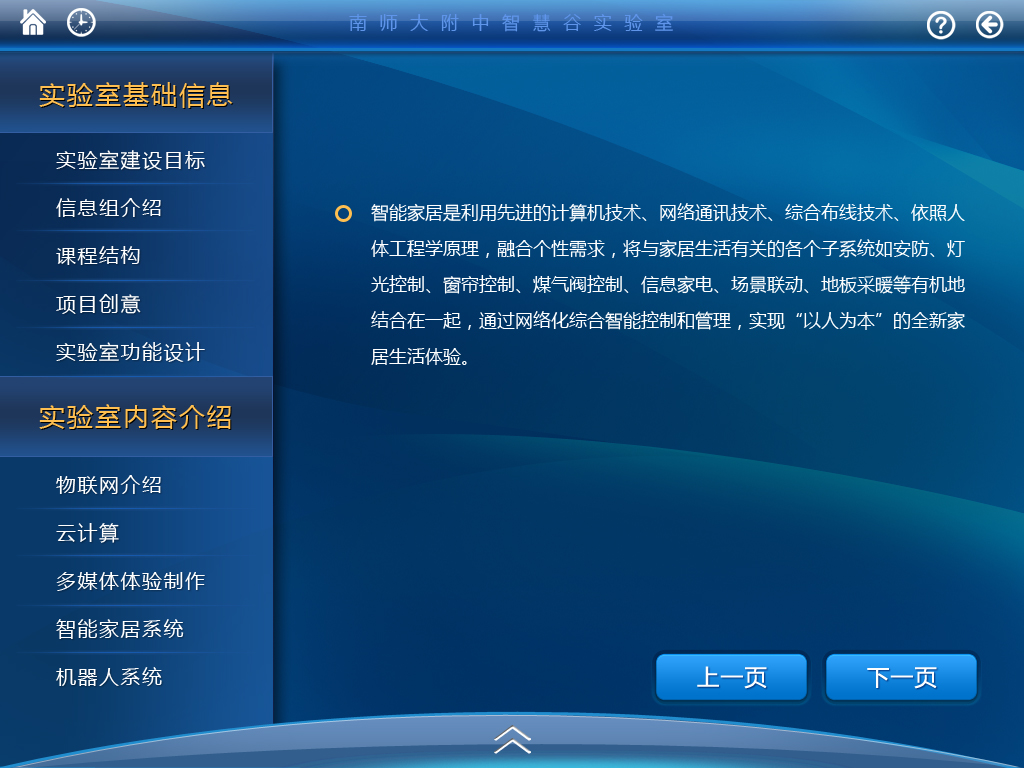 南师大附中智慧谷实验室
实验室基础信息
实验室建设目标
信息组介绍
课程结构
项目创意
实验室功能设计
实验室内容介绍
物联网介绍
云计算
多媒体体验制作
智能家居系统
机器人系统
智能家居是利用先进的计算机技术、网络通讯技术、综合布线技术、依照人
体工程学原理，融合个性需求，将与家居生活有关的各个子系统如安防、灯
光控制、窗帘控制、煤气阀控制、信息家电、场景联动、地板采暖等有机地
结合在一起，通过网络化综合智能控制和管理，实现“以人为本”的全新家
居生活体验。
上一页
下一页